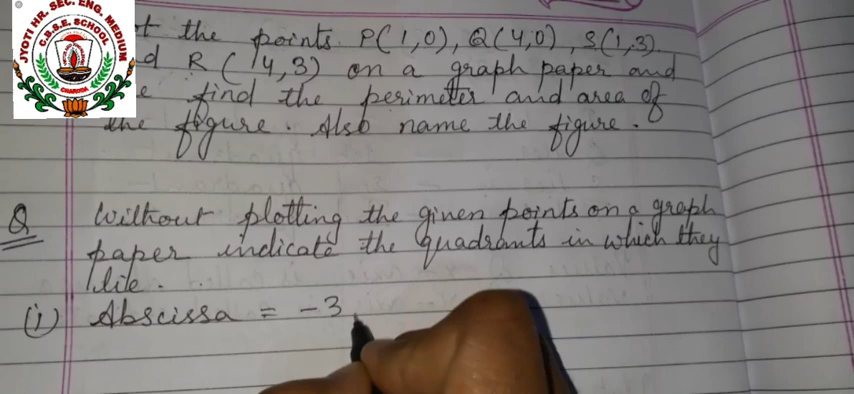 JYOTI HR. SEC. ENG. MEDIUM
C.B.S.E. SCHOOL
the points P(1,0), Q(4,0), S(1,3)
R (4,3) on a graph paper and
find the perimeter and area of
the figure. Also name the figure.
Q Without plotting the given points on a graph
paper indicate the quadrants in which they
lie.
(i) Abscissa = -3